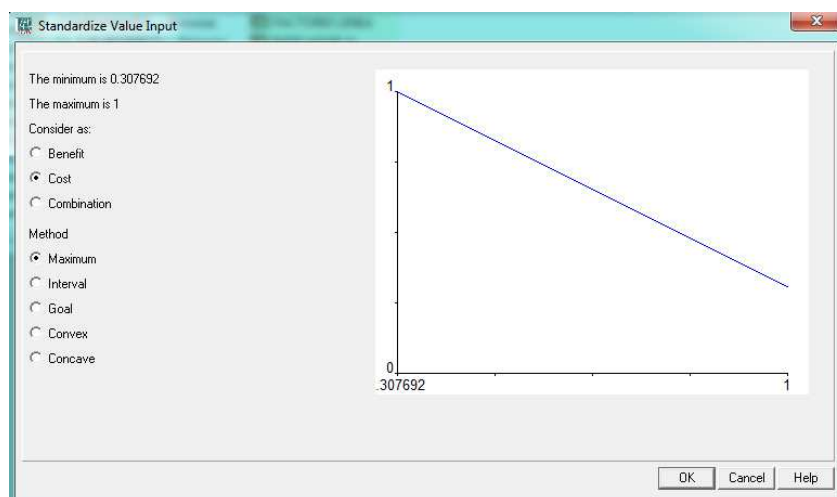 Standardize Value Input
The minimum is 0.307692
The maximum is 1
Consider as:
Benefit
Cost
Combination
Method
Maximum
Interval
Goal
Convex
Concave
1
0
.307692 1
OK Cancel Help